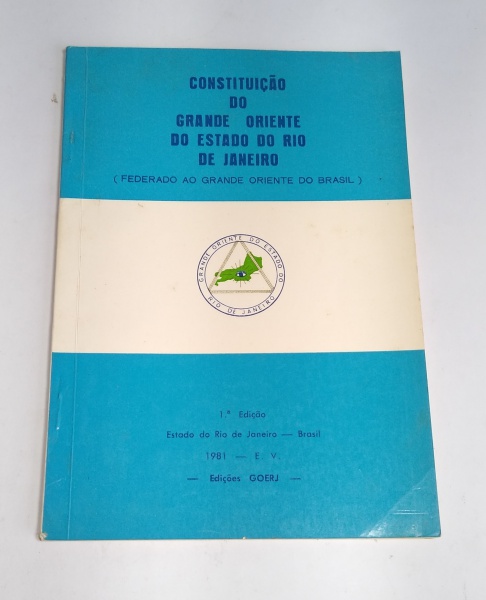 CONSTITUIÇÃO
DO
GRANDE ORIENTE
DO ESTADO DO RIO
DE JANEIRO
( FEDERADO AO GRANDE ORIENTE DO BRASIL )
GRANDE ORIENTE DO ESTADO DO
RIO DE JANEIRO
1.ª Edição
Estado do Rio de Janeiro — Brasil
1981 — E. V.
— Edições GOERJ —